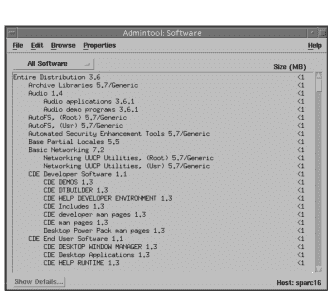 Admintool: Software
File Edit Browse Properties Help
All Software Size (MB)
Entire Distribution 3.6 <1
Archive Libraries 5.7/Generic <1
Audio 1.4 <1
Audio applications 3.6.1 <1
Audio demo programs 3.6.1 <1
AutoFS, (Root) 5.7/Generic <1
AutoFS, (Usr) 5.7/Generic <1
Automated Security Enhancement Tools 5.7/Generic <1
Base Partial Locales 5.5 <1
Basic Networking 7.2 <1
Networking UUCP Utilities, (Root) 5.7/Generic <1
Networking UUCP Utilities, (Usr) 5.7/Generic <1
CDE Developer Software 1.1 <1
CDE DEMOS 1.3 <1
CDE DTBUILDER 1.3 <1
CDE HELP DEVELOPER ENVIRONMENT 1.3 <1
CDE Includes 1.3 <1
CDE developer man pages 1.3 <1
CDE man pages 1.3 <1
Desktop Power Pack man pages 1.3 <1
CDE End User Software 1.1 <1
CDE DESKTOP WINDOW MANAGER 1.3 <1
CDE Desktop Applications 1.3 <1
CDE HELP RUNTIME 1.3 <1
Show Details... Host: sparc16